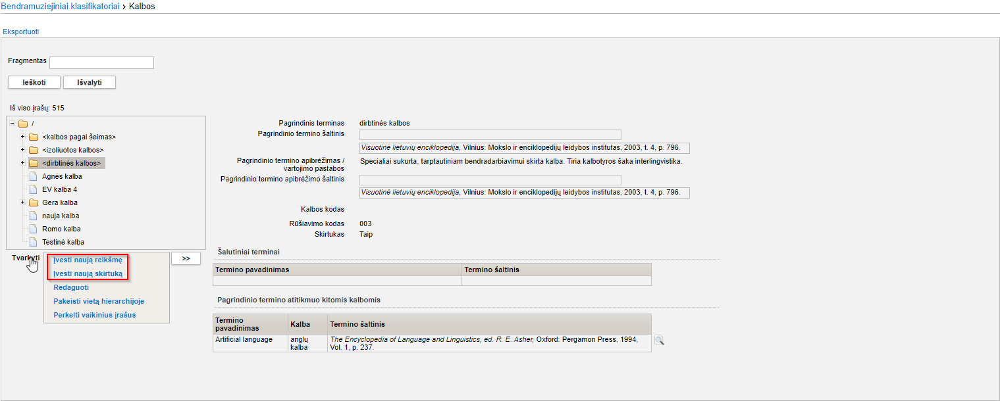 Bendramuziejiniai klasifikatoriai › Kalbos
Eksportuoti
Fragmentas
Ieškoti Išvalyti
Iš viso įrašų: 515
/
<kalbos pagal šeimas>
<izoliuotos kalbos>
<dirbtinės kalbos>
Agnės kalba
EV kalba 4
Gera kalba
nauja kalba
Romo kalba
Testinė kalba
Tvarkyti
>>
Įvesti naują reikšmę
Įvesti naują skirtuką
Redaguoti
Pakeisti vietą hierarchijoje
Perkelti vaikinius įrašus
Pagrindinis terminas dirbtinės kalbos
Pagrindinio termino šaltinis
Visuotinė lietuvių enciklopedija, Vilnius: Mokslo ir enciklopedijų leidybos institutas, 2003, t. 4, p. 796.
Pagrindinio termino apibrėžimas /
vartojimo pastabos
Specialiai sukurta, tarptautiniam bendradarbiavimui skirta kalba. Tiria kalbotyros šaka interlingvistika.
Pagrindinio termino apibrėžimo šaltinis
Visuotinė lietuvių enciklopedija, Vilnius: Mokslo ir enciklopedijų leidybos institutas, 2003, t. 4, p. 796.
Kalbos kodas
Rūšiavimo kodas 003
Skirtukas Taip
Šalutiniai terminai
Termino pavadinimas Termino šaltinis
Pagrindinio termino atitikmuo kitomis kalbomis
Termino
pavadinimas
Kalba
Termino šaltinis
Artificial language
anglų
kalba
The Encyclopedia of Language and Linguistics, ed. R. E. Asher, Oxford: Pergamon Press, 1994,
Vol. 1, p. 237.